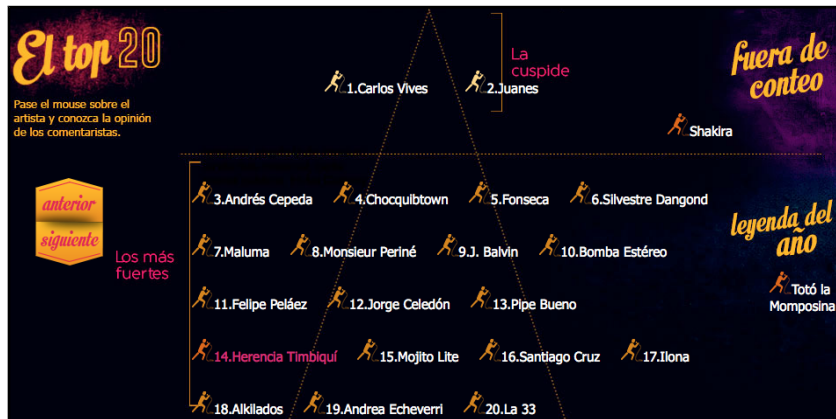 El top 20
Pase el mouse sobre el
artista y conozca la opinión
de los comentaristas.
La
cuspide
1.Carlos Vives
2.Juanes
fuera de
conteo
Shakira
anterior
siguiente
Los más
fuertes
3.Andrés Cepeda
4.Chocquibtown
5.Fonseca
6.Silvestre Dangond
7.Maluma
8.Monsieur Periné
9.J. Balvin
10.Bomba Estéreo
11.Felipe Peláez
12.Jorge Celedón
13.Pipe Bueno
14.Herencia Timbiquí
15.Mojito Lite
16.Santiago Cruz
17.Ilona
18.Alkilados
19.Andrea Echeverri
20.La 33
leyenda del
año
Totó la
Momposina